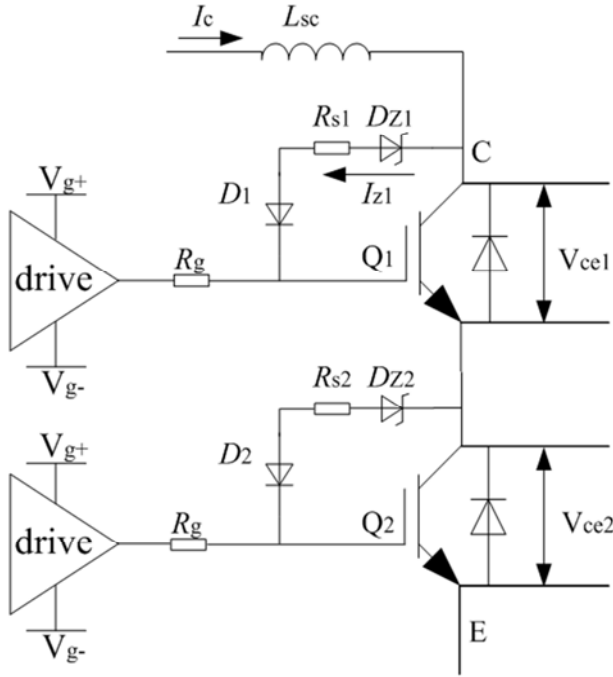 Ic Lsc
Rs1 DZ1
C
Vg+
D1
Iz1
drive
Rg
Q1
Vce1
Vg-
Rs2 DZ2
Vg+
D2
drive
Rg
Q2
Vce2
Vg-
E